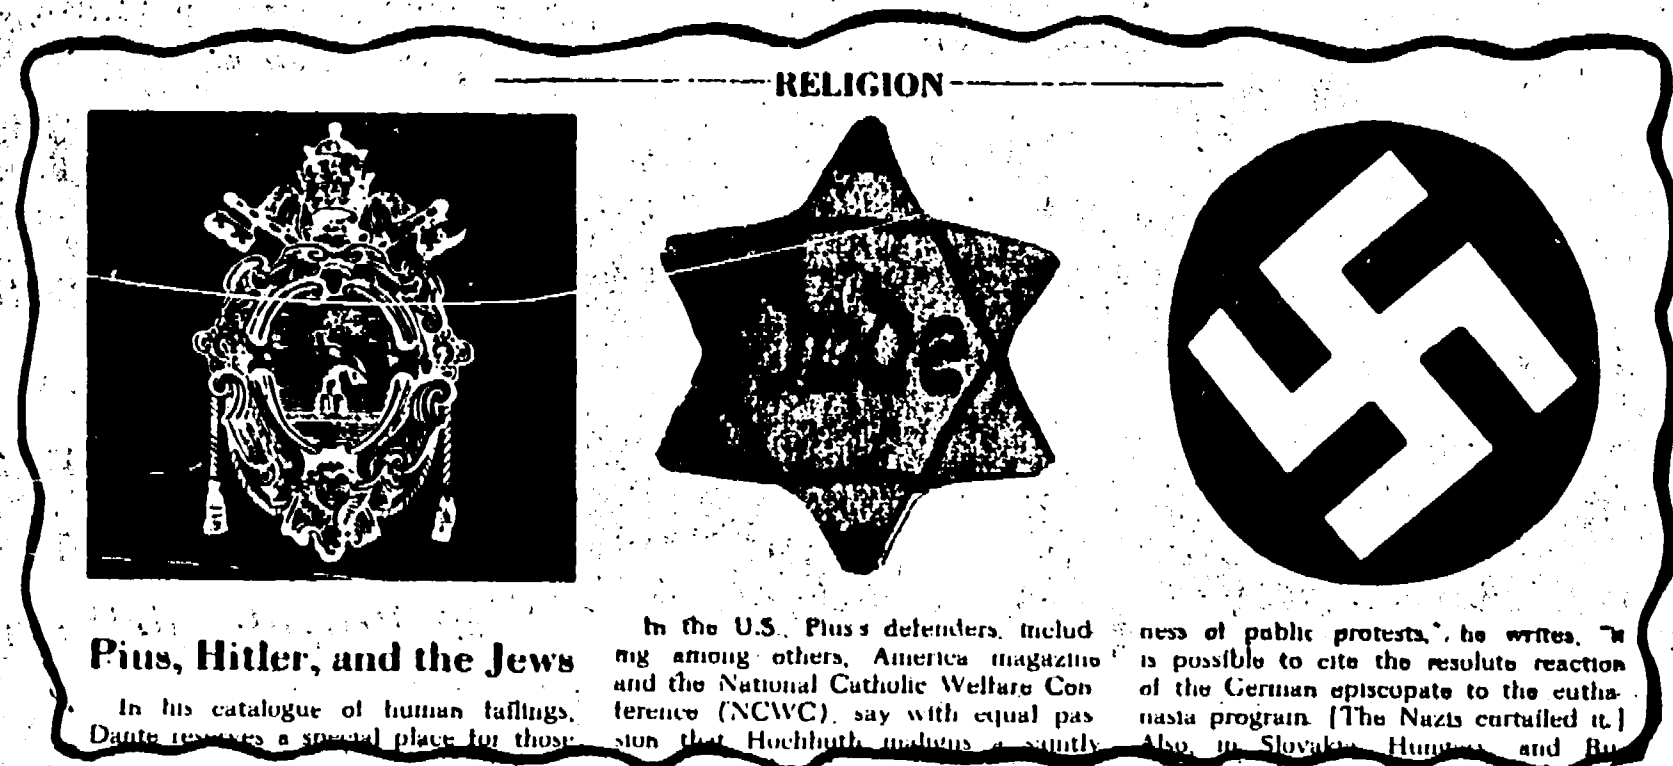 RELIGION
Jude
Pius, Hitler, and the Jews
In his catalogue of human failings,
Dante reserves a special place for those
In the U.S., Pius's defenders, includ
ing among others, America magazine
and the National Catholic Welfare Con
ference (NCWC), say with equal pas
sion that Hochhuth maligns a saintly
ness of public protests," he writes, "it
is possible to cite the resolute reaction
of the German episcopate to the eutha-
nasia program. [The Nazis curtailed it.]
Also, in Slovakia, Hungary, and